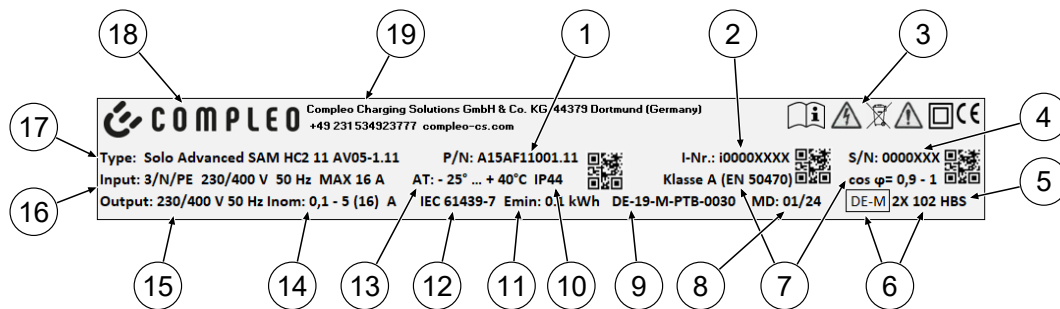 18 19 1 2 3
COMPLEO Compleo Charging Solutions GmbH & Co. KG 44379 Dortmund (Germany)
+49 231 534923777 compleo-cs.com
CE
17 4
Type: Solo Advanced SAM HC2 11 AV05-1.11 P/N: A15AF11001.11 I-Nr.: i0000XXXX S/N: 0000XXX
16 Input: 3/N/PE 230/400 V 50 Hz MAX 16 A AT: - 25° ... + 40°C IP44 Klasse A (EN 50470) cos φ= 0,9 - 1 5
Output: 230/400 V 50 Hz Inom: 0,1 - 5 (16) A IEC 61439-7 Emin: 0.1 kWh DE-19-M-PTB-0030 MD: 01/24 DE-M 2X 102 HBS
15 14 13 12 11 10 9 8 7 6